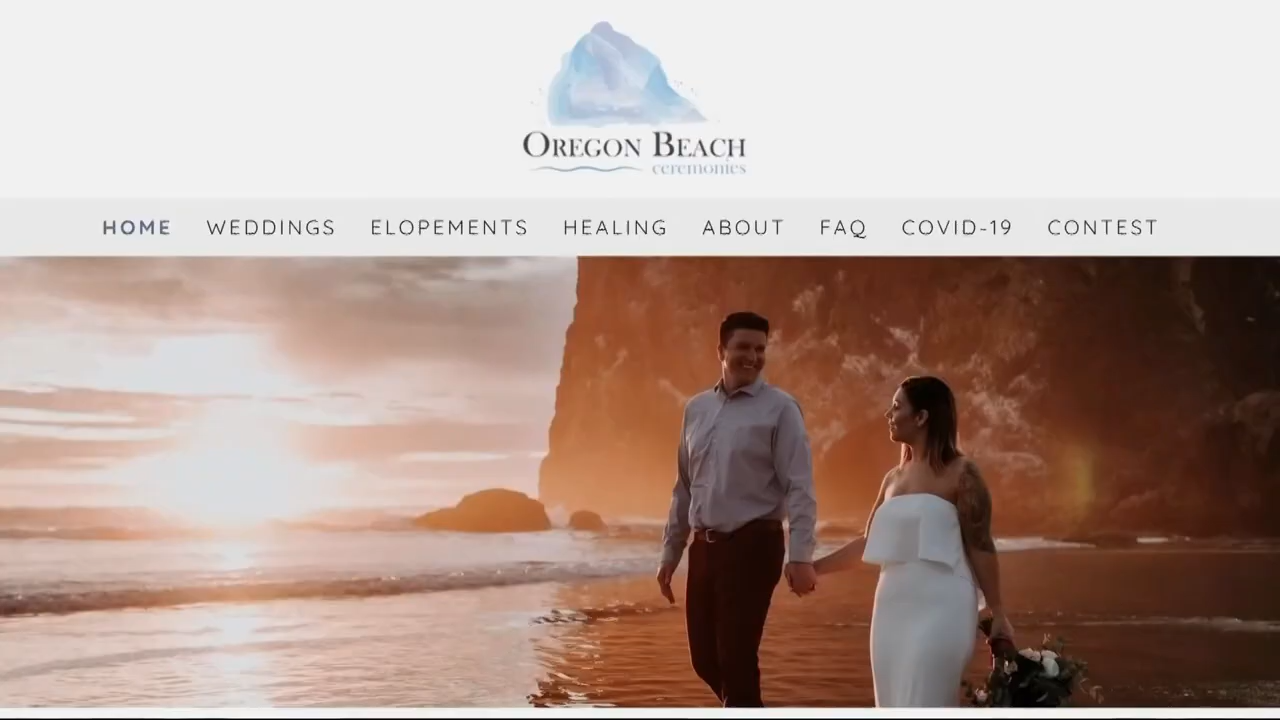 OREGON BEACH
ceremonies
HOME WEDDINGS ELOPEMENTS HEALING ABOUT FAQ COVID-19 CONTEST